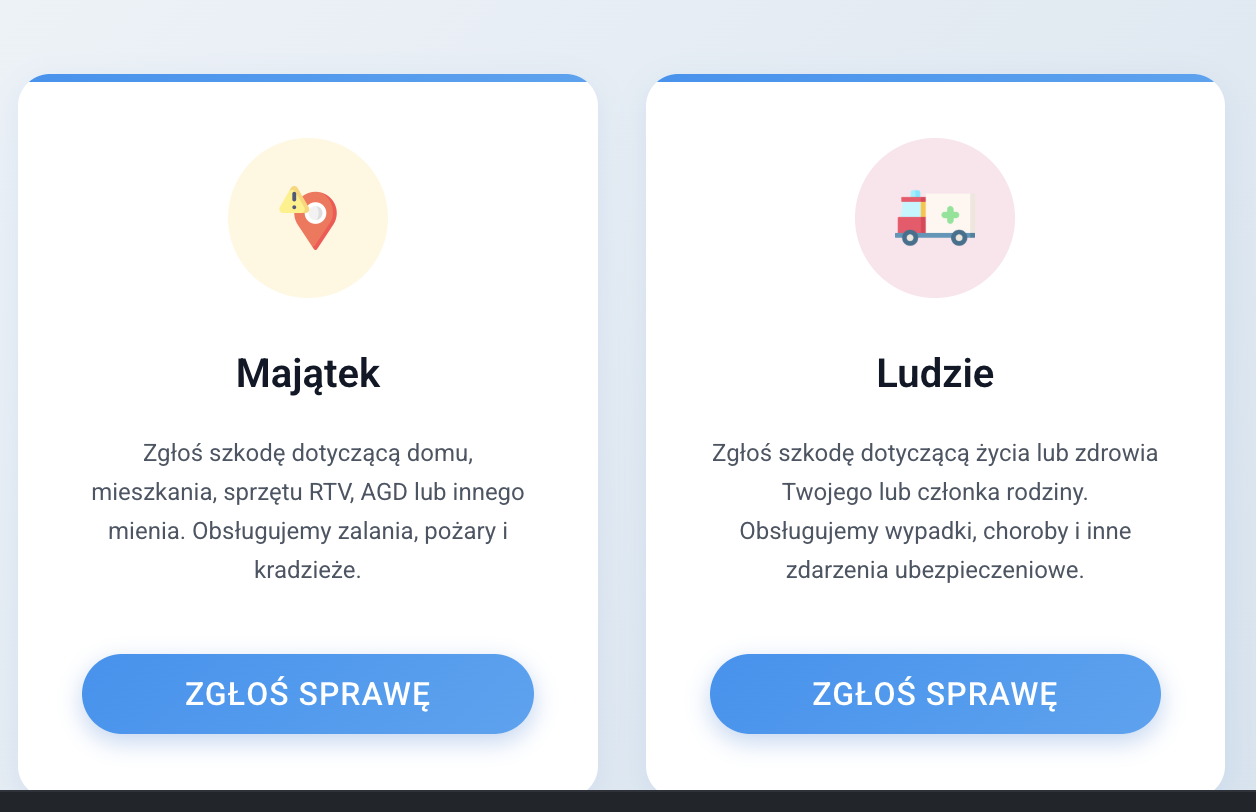 Majątek
Zgłoś szkodę dotyczącą domu,
mieszkania, sprzętu RTV, AGD lub innego
mienia. Obsługujemy zalania, pożary i
kradzieże.
ZGŁOŚ SPRAWĘ
Ludzie
Zgłoś szkodę dotyczącą życia lub zdrowia
Twojego lub członka rodziny.
Obsługujemy wypadki, choroby i inne
zdarzenia ubezpieczeniowe.
ZGŁOŚ SPRAWĘ